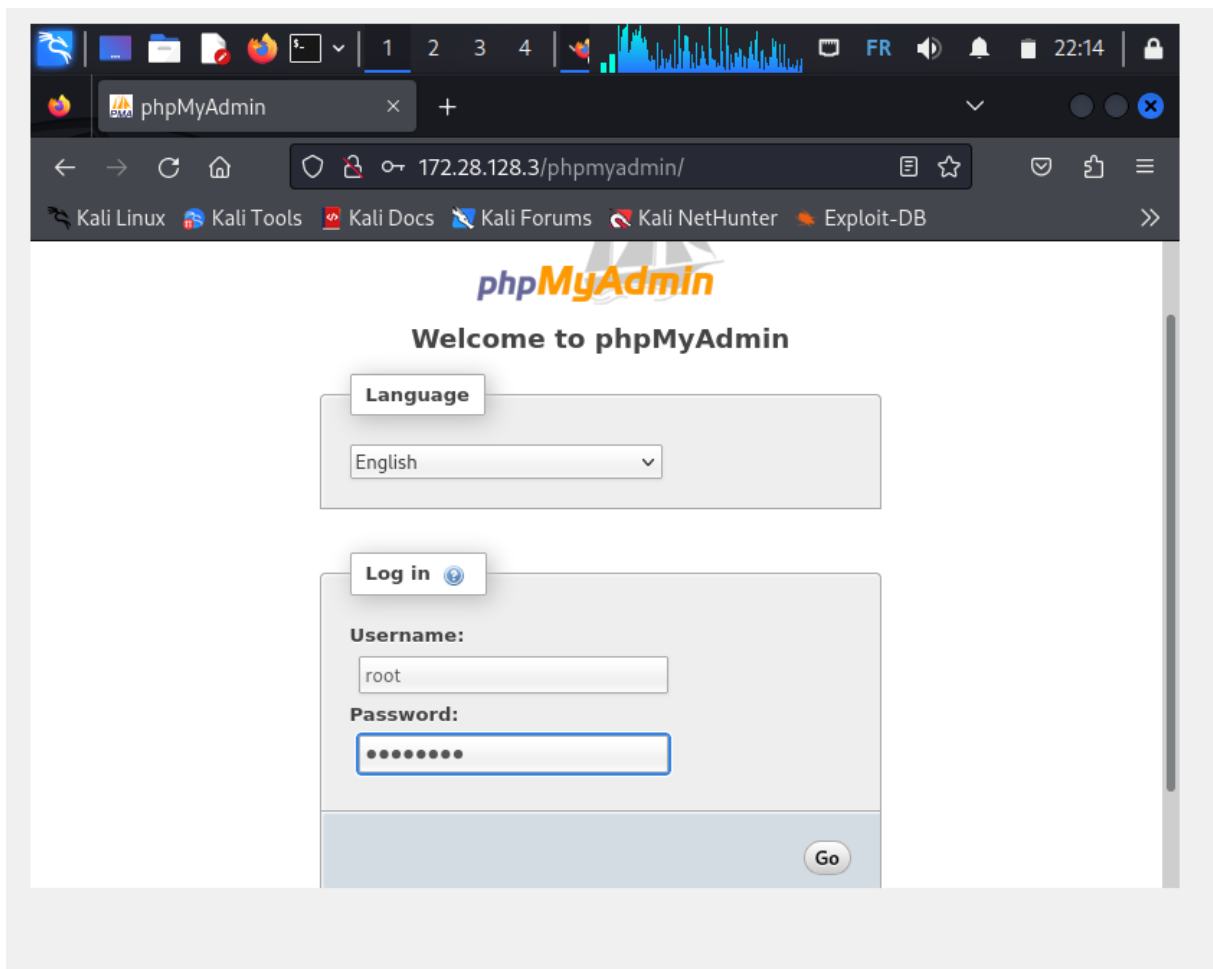 1 2 3 4 FR 22:14
phpMyAdmin
172.28.128.3/phpmyadmin/
Kali Linux Kali Tools Kali Docs Kali Forums Kali NetHunter Exploit-DB
phpMyAdmin
Welcome to phpMyAdmin
Language
English
Log in
Username:
root
Password:
••••••••
Go